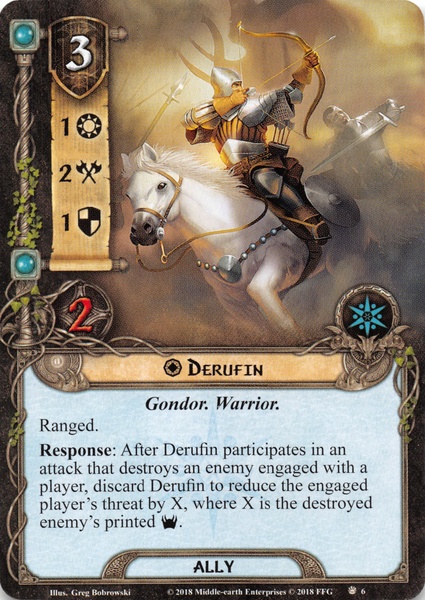 3
1
2
1
2
DERUFIN
Gondor. Warrior.
Ranged.
Response: After Derufin participates in an
attack that destroys an enemy engaged with a
player, discard Derufin to reduce the engaged
player's threat by X, where X is the destroyed
enemy's printed .
ALLY
Illus. Greg Bobrowski © 2018 Middle-earth Enterprises © 2018 FFG 6